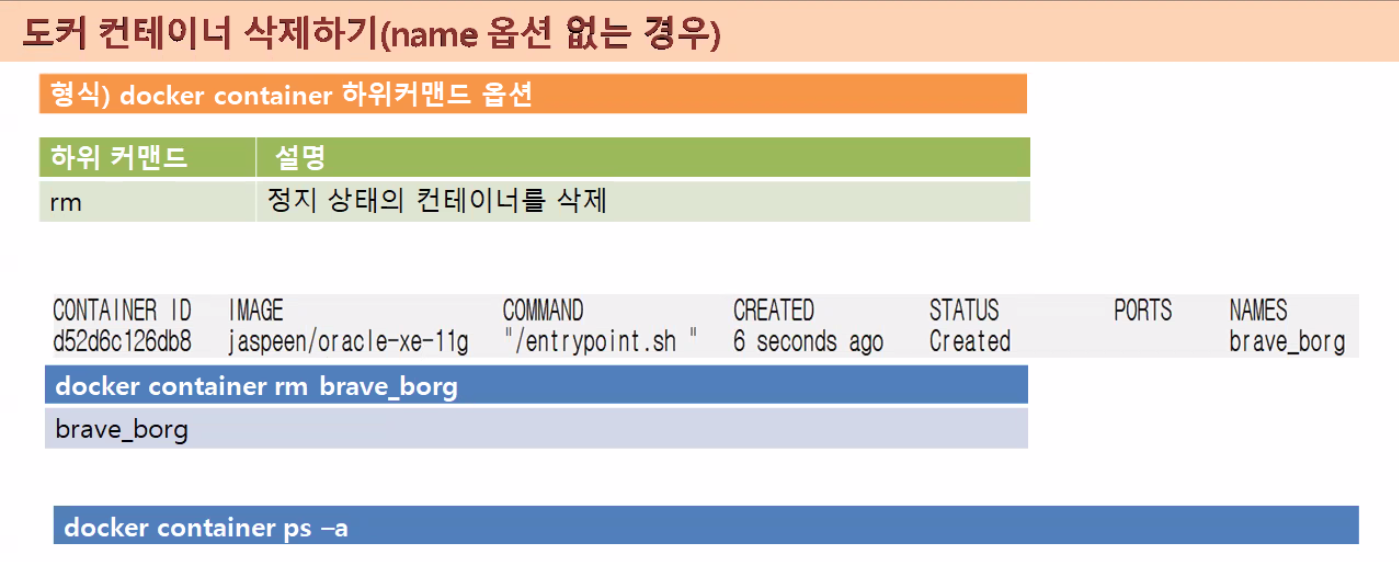 도커 컨테이너 삭제하기(name 옵션 없는 경우)
형식) docker container 하위커맨드 옵션
하위 커맨드 설명
rm 정지 상태의 컨테이너를 삭제
CONTAINER ID IMAGE COMMAND CREATED STATUS PORTS NAMES
d52d6c126db8 jaspeen/oracle-xe-11g "/entrypoint.sh " 6 seconds ago Created brave_borg
docker container rm brave_borg
brave_borg
docker container ps –a